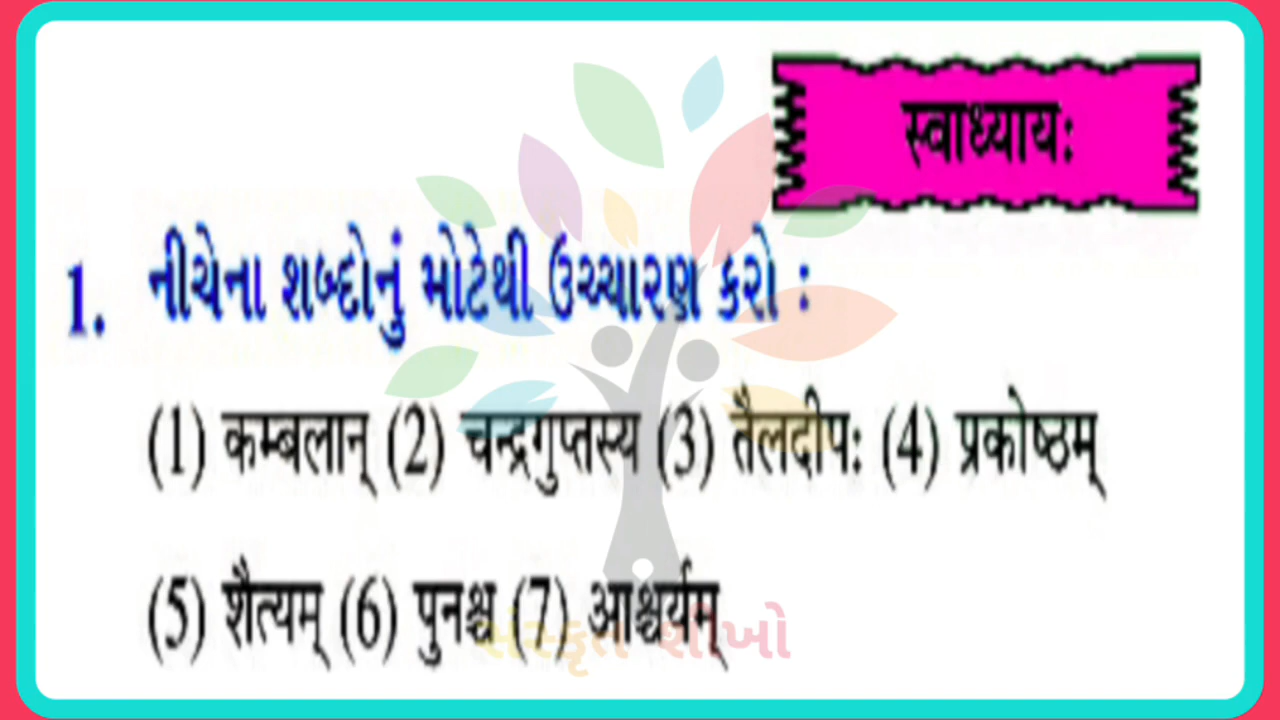 स्वाध्यायः
1. નીચેના શબ્દોનું મોટેથી ઉચ્ચારણ કરો :
(1) कम्बलान् (2) चन्द्रगुप्तस्य (3) तैलदीपः (4) प्रकोष्ठम्
(5) शैत्यम् (6) पुनश्च (7) आश्चर्यम्
સંસ્કૃત શીખો